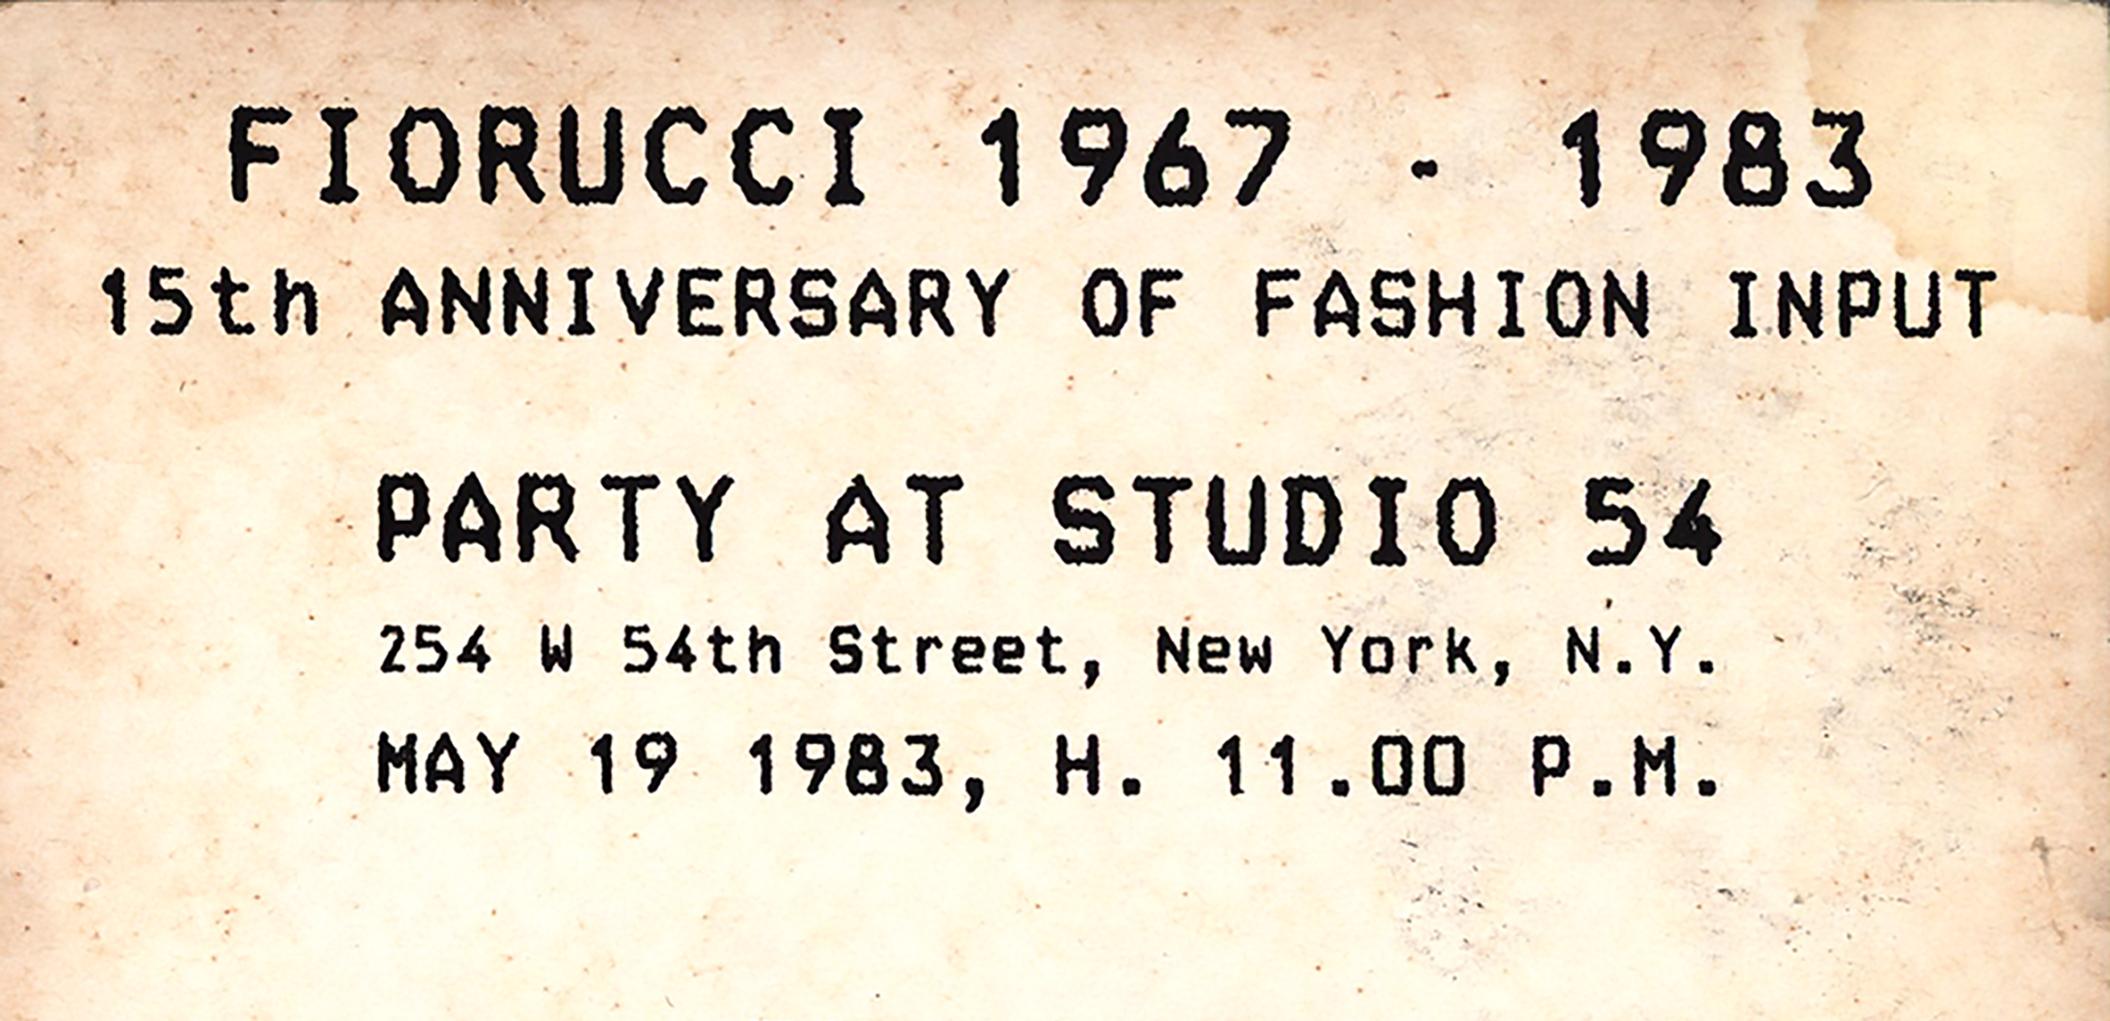 FIORUCCI 1967 - 1983
15th ANNIVERSARY OF FASHION INPUT
PARTY AT STUDIO 54
254 W 54th Street, New York, N.Y.
MAY 19 1983, H. 11.00 P.M.